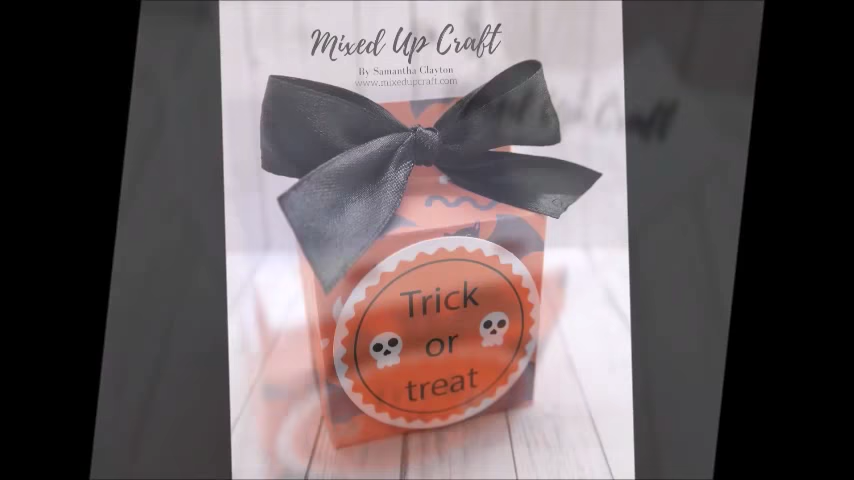 Mixed Up Craft
By Samantha Clayton
www.mixedupcraft.com
Trick
or
treat